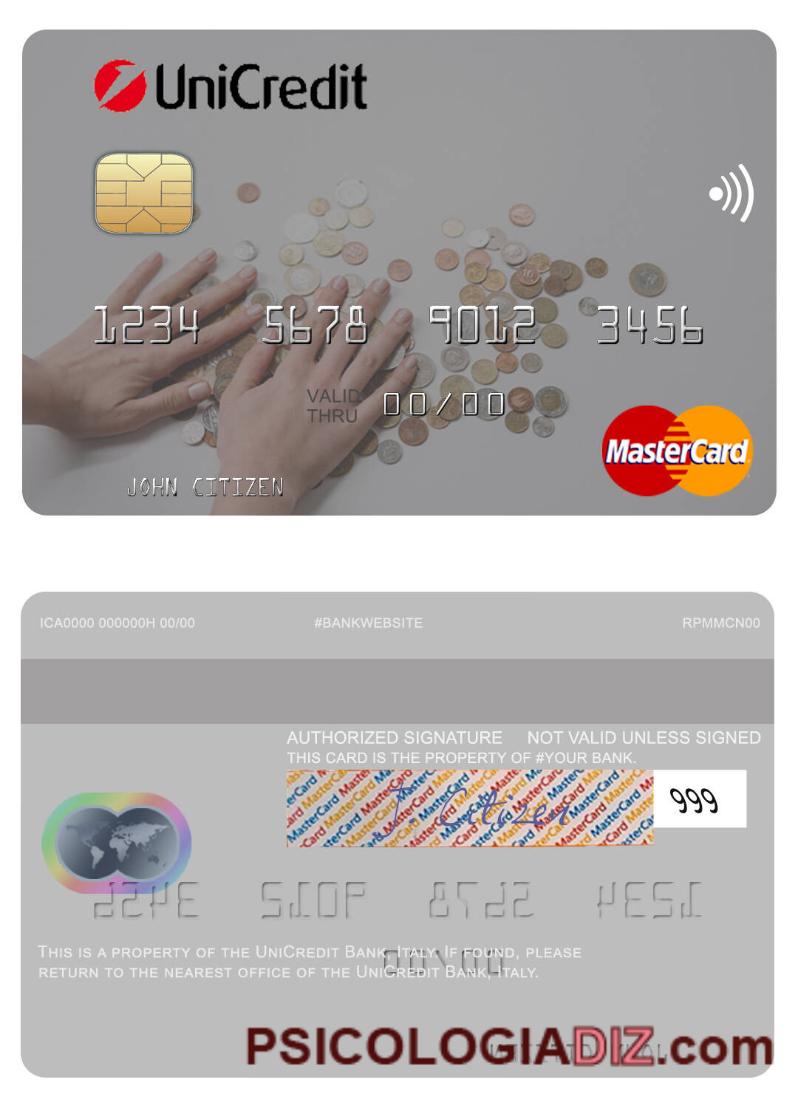 UniCredit
1234 5678 9012 3456
VALID
THRU
00/00
MasterCard
JOHN CITIZEN
ICA0000 000000H 00/00 #BANKWEBSITE RPMMCN00
AUTHORIZED SIGNATURE NOT VALID UNLESS SIGNED
THIS CARD IS THE PROPERTY OF #YOUR BANK.
J. Citizen
999
THIS IS A PROPERTY OF THE UNICREDIT BANK, ITALY. IF FOUND, PLEASE
RETURN TO THE NEAREST OFFICE OF THE UNICREDIT BANK, ITALY.
PSICOLOGIADIZ.com